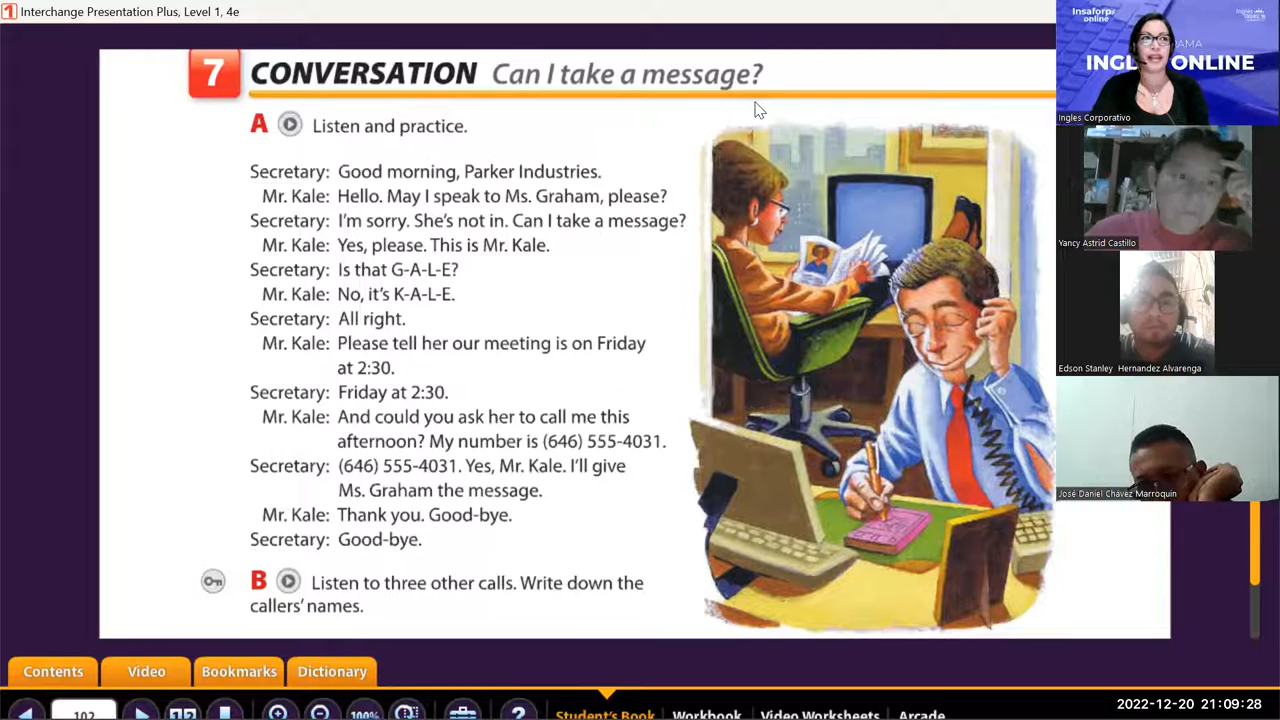 Interchange Presentation Plus, Level 1, 4e
7 CONVERSATION Can I take a message?
A Listen and practice.
Secretary: Good morning, Parker Industries.
Mr. Kale: Hello. May I speak to Ms. Graham, please?
Secretary: I'm sorry. She's not in. Can I take a message?
Mr. Kale: Yes, please. This is Mr. Kale.
Secretary: Is that G-A-L-E?
Mr. Kale: No, it's K-A-L-E.
Secretary: All right.
Mr. Kale: Please tell her our meeting is on Friday
at 2:30.
Secretary: Friday at 2:30.
Mr. Kale: And could you ask her to call me this
afternoon? My number is (646) 555-4031.
Secretary: (646) 555-4031. Yes, Mr. Kale. I'll give
Ms. Graham the message.
Mr. Kale: Thank you. Good-bye.
Secretary: Good-bye.
B Listen to three other calls. Write down the
callers' names.
Contents Video Bookmarks Dictionary
102
100%
?
Student's Book Workbook Video Worksheets Arcade
Insaforp
online
INGL ONLINE
Ingles Corporativo
Yancy Astrid Castillo
Edson Stanley Hernandez Alvarenga
José Daniel Chávez Marroquin
2022-12-20 21:09:28